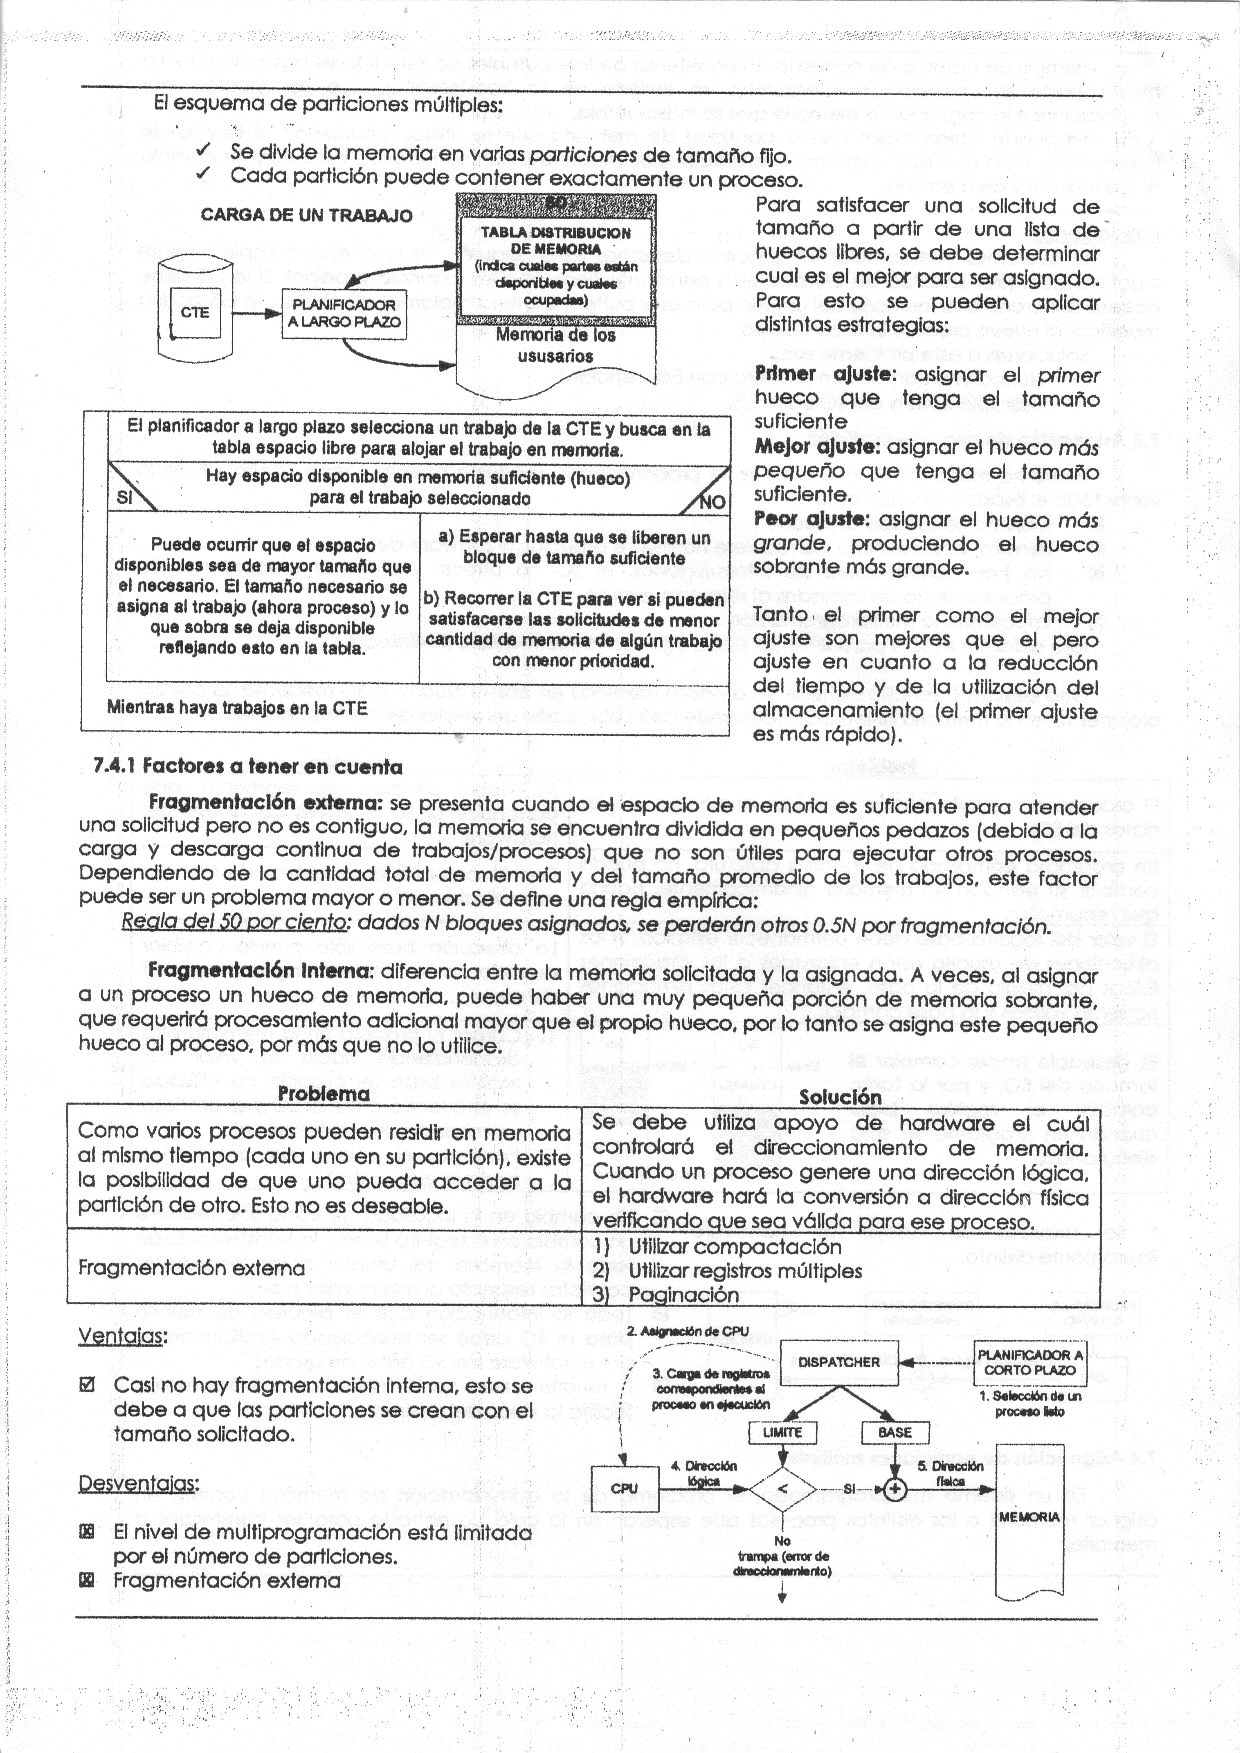 El esquema de particiones múltiples:
✓ Se divide la memoria en varias particiones de tamaño fijo.
✓ Cada partición puede contener exactamente un proceso.
CARGA DE UN TRABAJO
CTE
PLANIFICADOR
A LARGO PLAZO
SO
TABLA DISTRIBUCION
DE MEMORIA
(indica cuales partes están
disponibles y cuales
ocupadas)
Memoria de los
ususarios
Para satisfacer una solicitud de
tamaño a partir de una lista de
huecos libres, se debe determinar
cual es el mejor para ser asignado.
Para esto se pueden aplicar
distintas estrategias:
Primer ajuste: asignar el primer
hueco que tenga el tamaño
suficiente
Mejor ajuste: asignar el hueco más
pequeño que tenga el tamaño
suficiente.
Peor ajuste: asignar el hueco más
grande, produciendo el hueco
sobrante más grande.
Tanto el primer como el mejor
ajuste son mejores que el pero
ajuste en cuanto a la reducción
del tiempo y de la utilización del
almacenamiento (el primer ajuste
es más rápido).
El planificador a largo plazo selecciona un trabajo de la CTE y busca en la
tabla espacio libre para alojar el trabajo en memoria.
Hay espacio disponible en memoria suficiente (hueco)
para el trabajo seleccionado
SI
NO
Puede ocurrir que el espacio
disponibles sea de mayor tamaño que
el necesario. El tamaño necesario se
asigna al trabajo (ahora proceso) y lo
que sobra se deja disponible
reflejando esto en la tabla.
a) Esperar hasta que se liberen un
bloque de tamaño suficiente
b) Recorrer la CTE para ver si pueden
satisfacerse las solicitudes de menor
cantidad de memoria de algún trabajo
con menor prioridad.
Mientras haya trabajos en la CTE
7.4.1 Factores a tener en cuenta
Fragmentación externa: se presenta cuando el espacio de memoria es suficiente para atender
una solicitud pero no es contiguo, la memoria se encuentra dividida en pequeños pedazos (debido a la
carga y descarga continua de trabajos/procesos) que no son útiles para ejecutar otros procesos.
Dependiendo de la cantidad total de memoria y del tamaño promedio de los trabajos, este factor
puede ser un problema mayor o menor. Se define una regla empírica:
Regla del 50 por ciento: dados N bloques asignados, se perderán otros 0.5N por fragmentación.
Fragmentación Interna: diferencia entre la memoria solicitada y la asignada. A veces, al asignar
a un proceso un hueco de memoria, puede haber una muy pequeña porción de memoria sobrante,
que requerirá procesamiento adicional mayor que el propio hueco, por lo tanto se asigna este pequeño
hueco al proceso, por más que no lo utilice.
Problema
Solución
Como varios procesos pueden residir en memoria
al mismo tiempo (cada uno en su partición), existe
la posibilidad de que uno pueda acceder a la
partición de otro. Esto no es deseable.
Se debe utiliza apoyo de hardware el cuál
controlará el direccionamiento de memoria.
Cuando un proceso genere una dirección lógica,
el hardware hará la conversión a dirección física
verificando que sea válida para ese proceso.
Fragmentación externa
1) Utilizar compactación
2) Utilizar registros múltiples
3) Paginación
Ventajas:
☑ Casi no hay fragmentación interna, esto se
debe a que las particiones se crean con el
tamaño solicitado.
Desventajas:
☒ El nivel de multiprogramación está limitada
por el número de particiones.
☒ Fragmentación externa
2. Asignación de CPU
DISPATCHER
PLANIFICADOR A
CORTO PLAZO
3. Carga de registros
correspondientes al
proceso en ejecución
1. Selección de un
proceso listo
LIMITE
BASE
CPU
4. Dirección
lógica
<
SI
+
5. Dirección
física
MEMORIA
No
trampa (error de
direccionamiento)